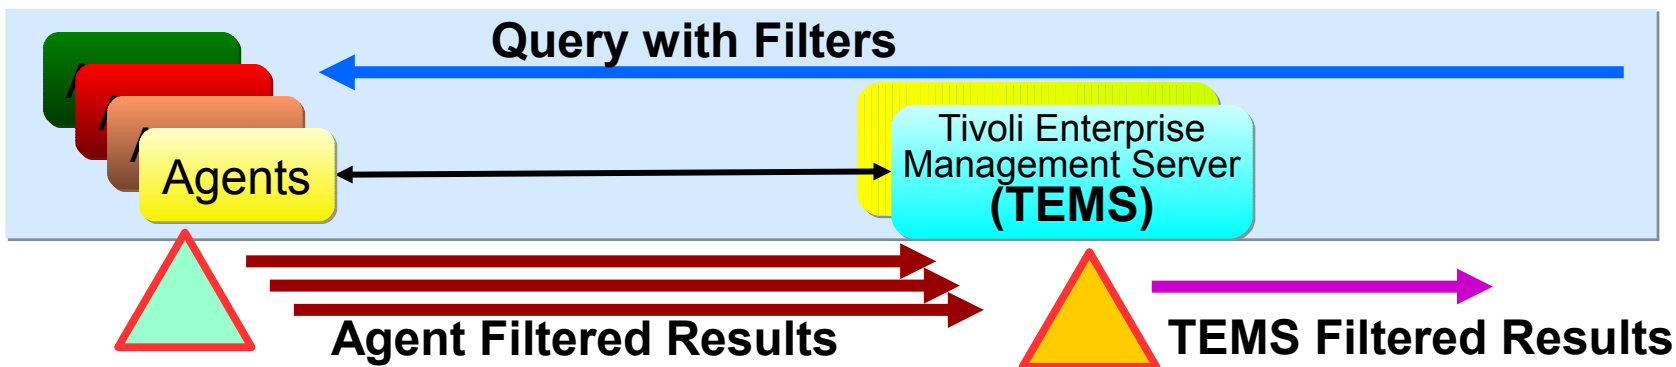 Query with Filters
Agents
Tivoli Enterprise
Management Server
(TEMS)
Agent Filtered Results
TEMS Filtered Results